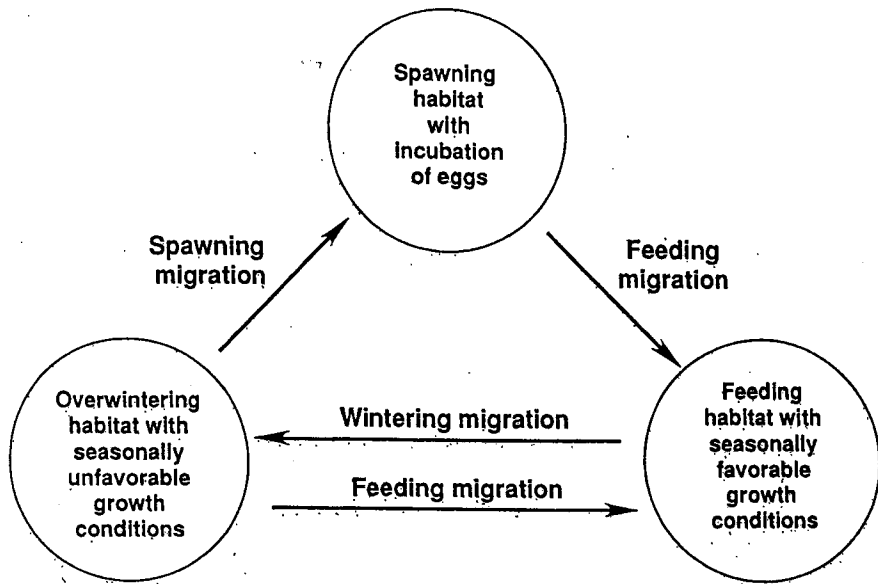 Spawning
habitat
with
incubation
of eggs
Spawning
migration
Feeding
migration
Overwintering
habitat with
seasonally
unfavorable
growth
conditions
Wintering migration
Feeding migration
Feeding
habitat with
seasonally
favorable
growth
conditions